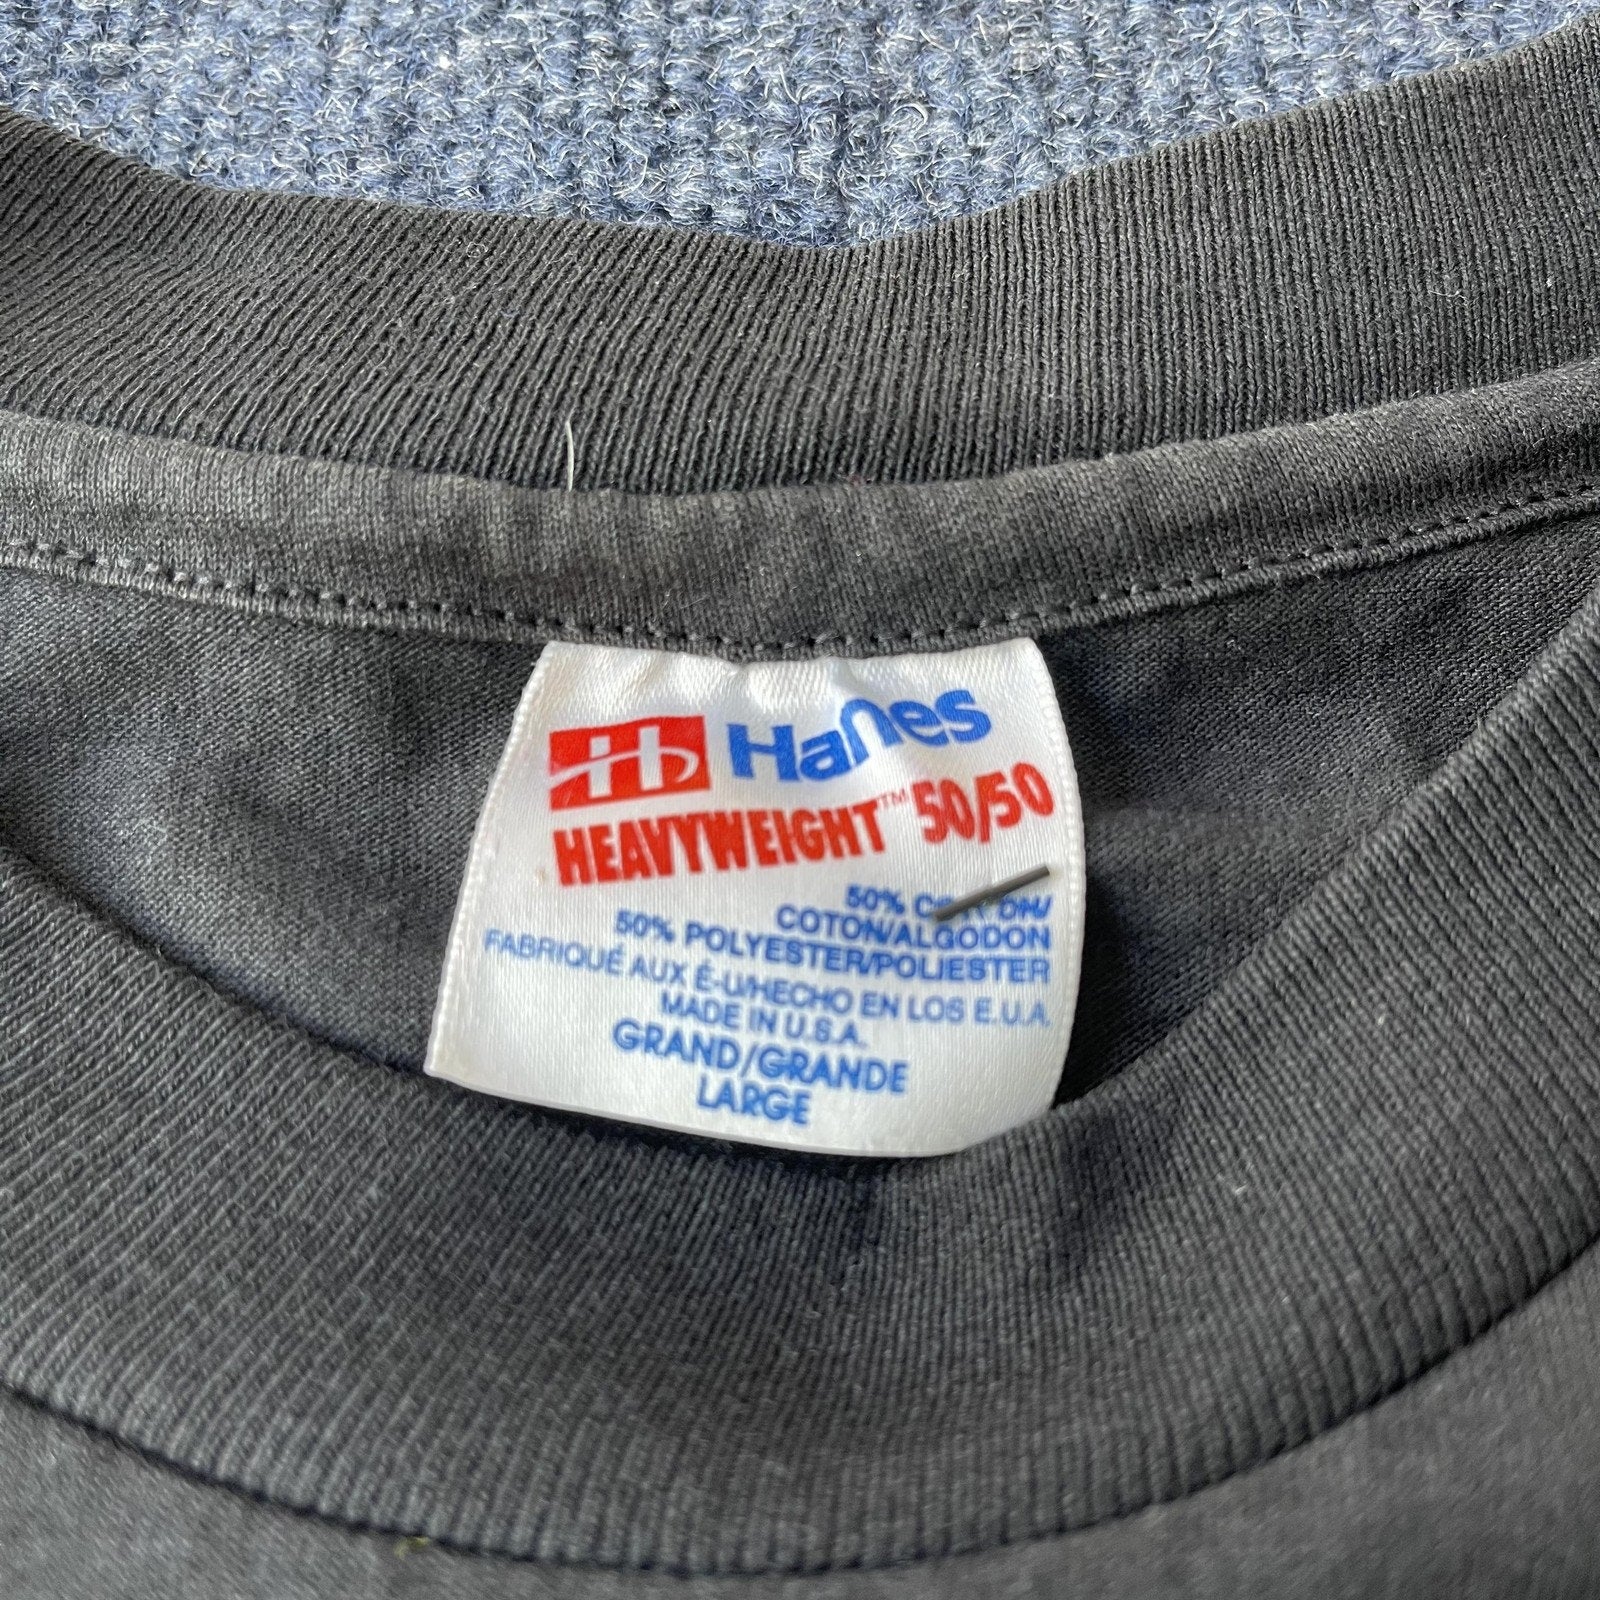 Hanes
HEAVYWEIGHT™ 50/50
50% COTTON/
COTON/ALGODON
50% POLYESTER/POLIESTER
FABRIQUÉ AUX É-U/HECHO EN LOS E.U.A.
MADE IN U.S.A.
GRAND/GRANDE
LARGE